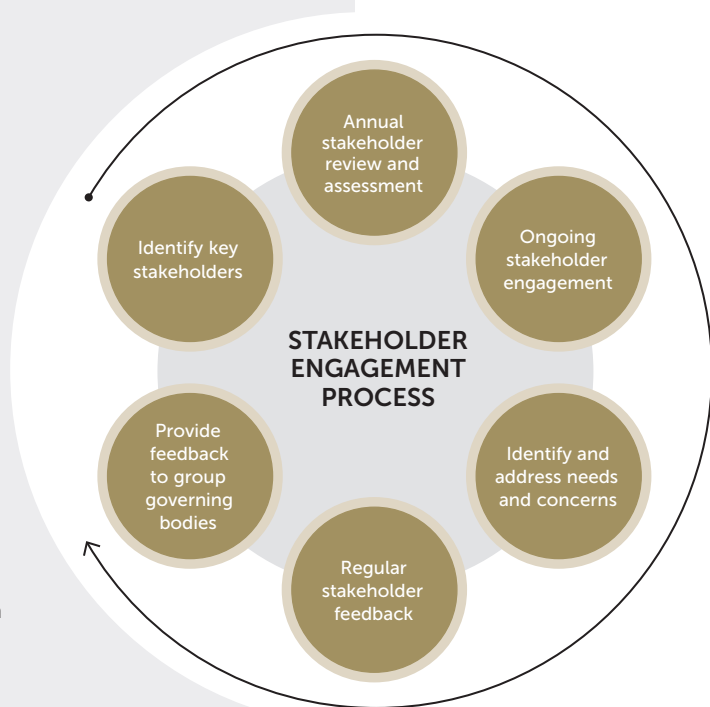 Annual
stakeholder
review and
assessment
Identify key
stakeholders
Ongoing
stakeholder
engagement
STAKEHOLDER
ENGAGEMENT
PROCESS
Provide
feedback
to group
governing
bodies
Identify and
address needs
and concerns
Regular
stakeholder
feedback